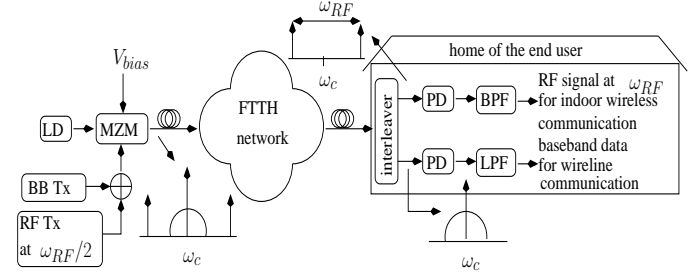 ω_RF
ω_c
home of the end user
V_bias
FTTH
network
LD
MZM
interleaver
PD
BPF
RF signal at ω_RF
for indoor wireless
communication
PD
LPF
baseband data
for wireline
communication
BB Tx
RF Tx
at ω_RF/2
ω_c
ω_c